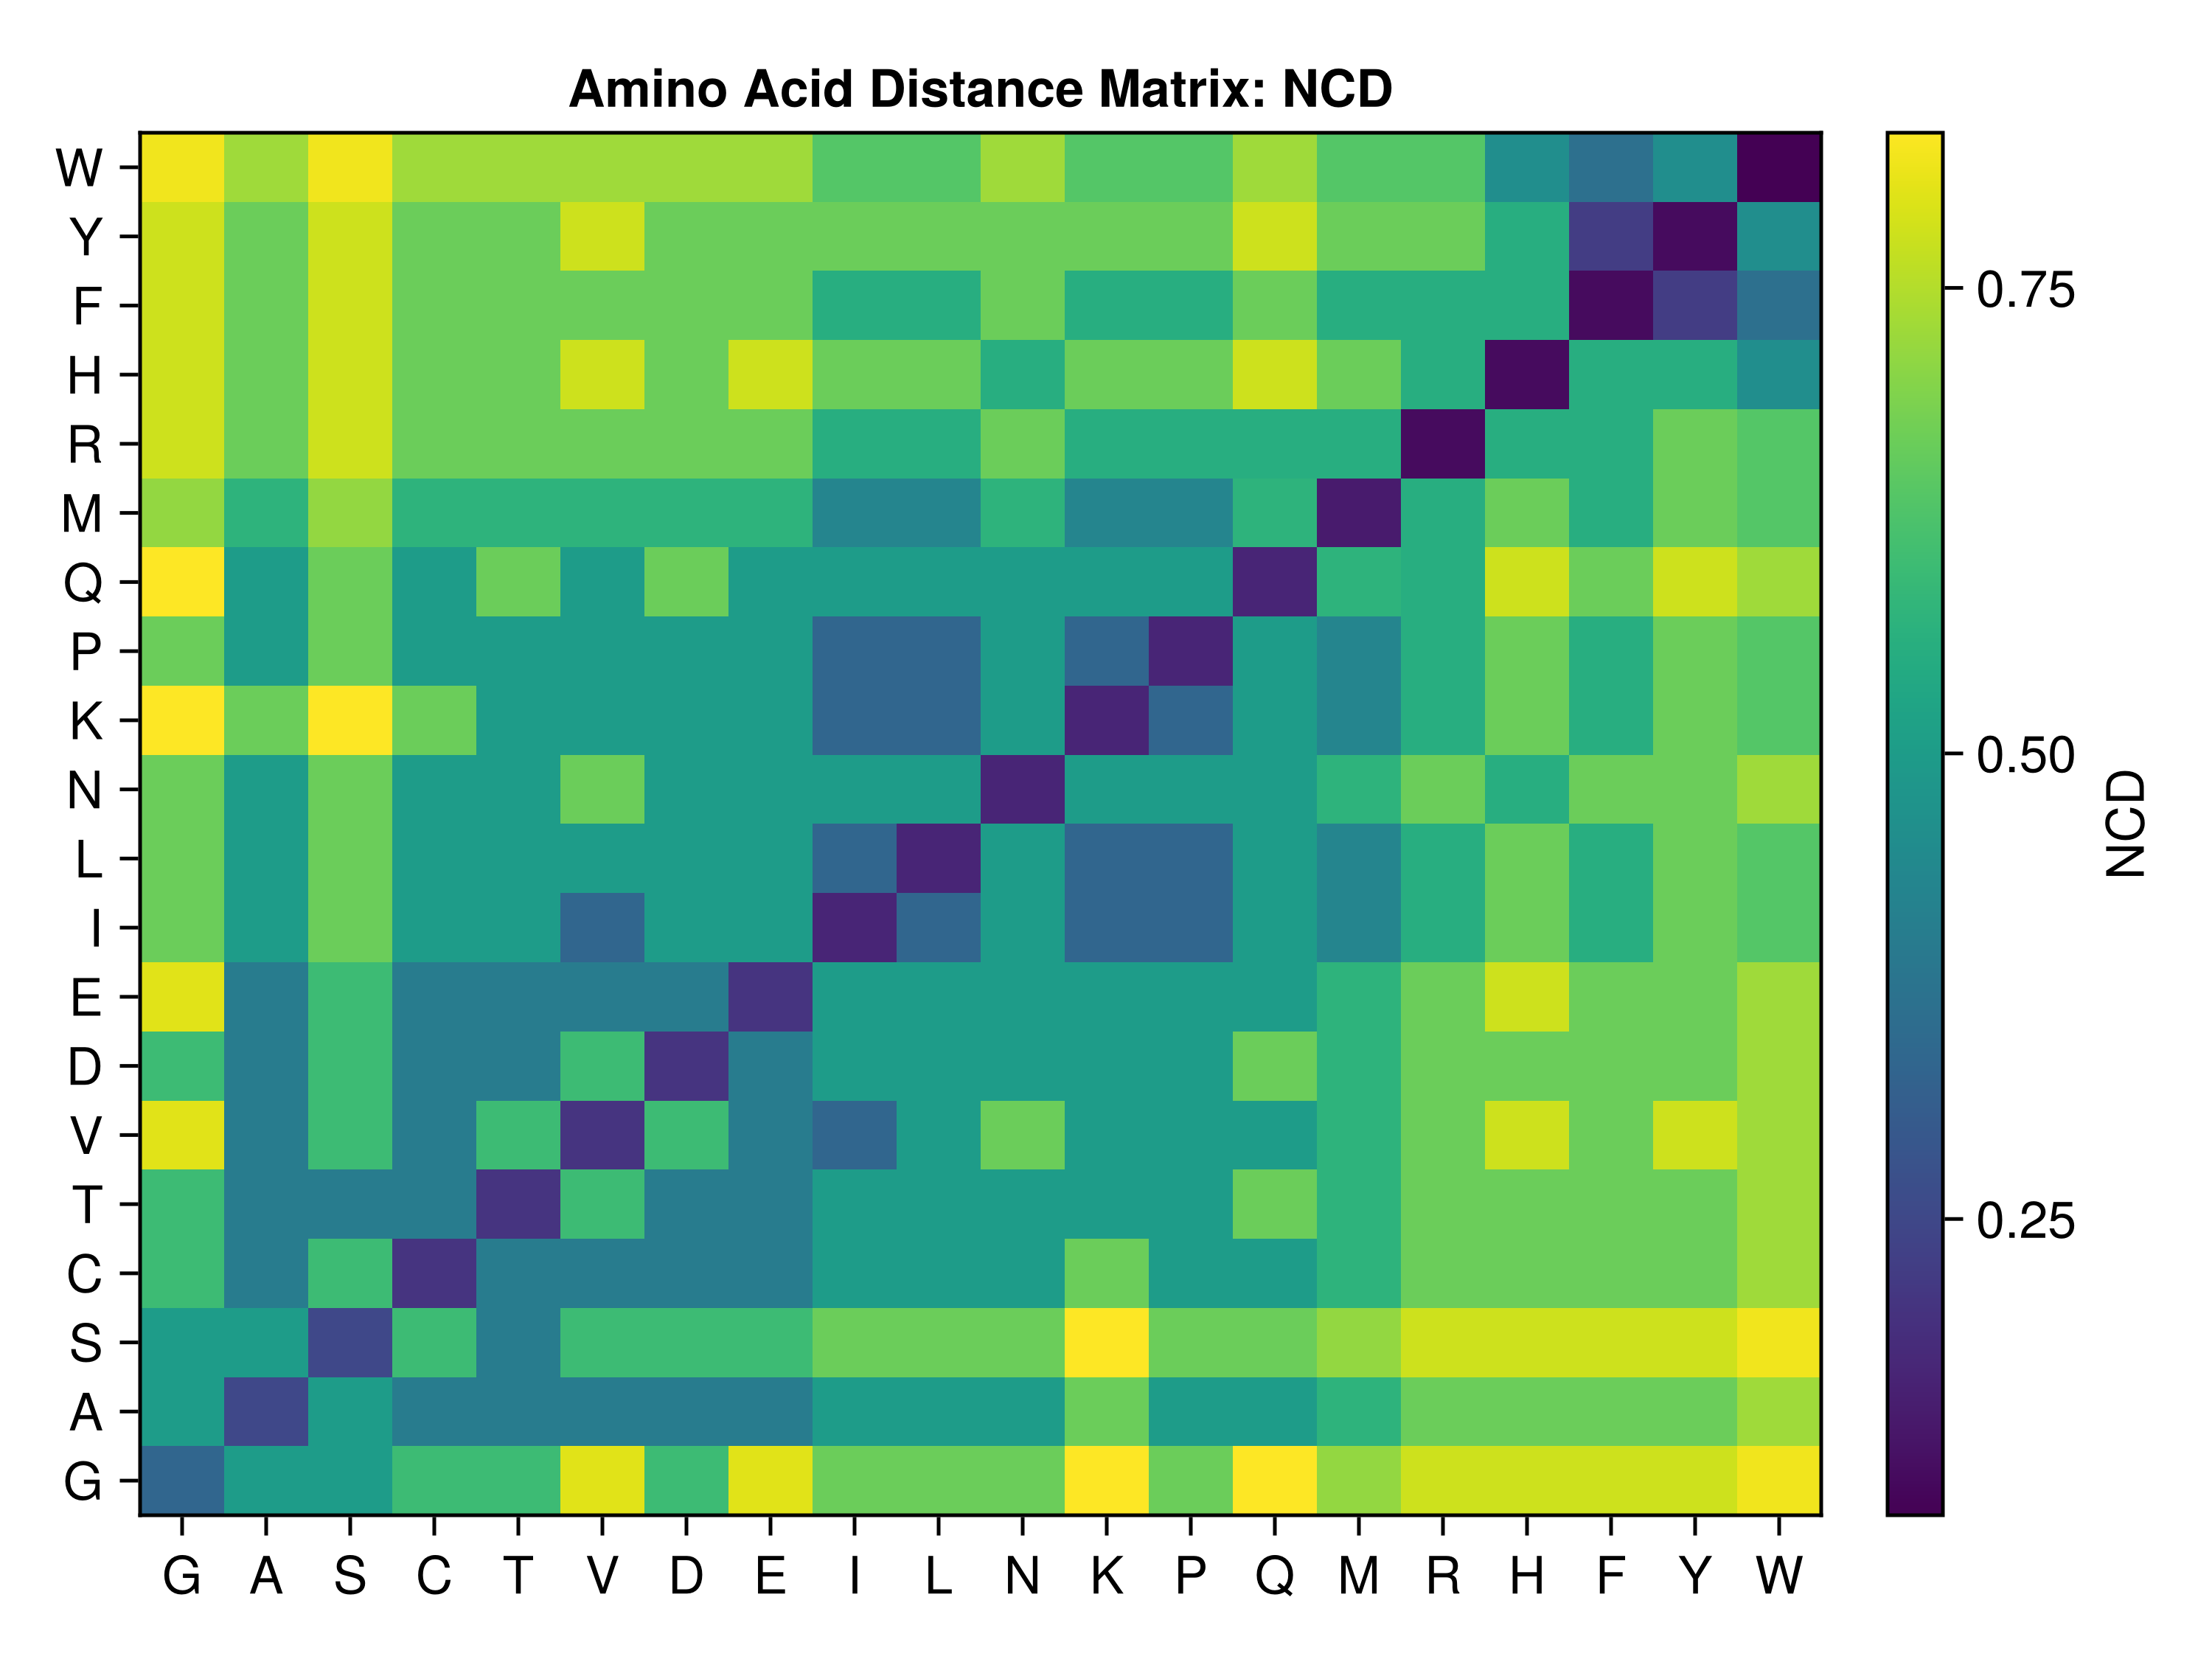 Amino Acid Distance Matrix: NCD
W
Y
F
H
R
M
Q
P
K
N
L
I
E
D
V
T
C
S
A
G
G A S C T V D E I L N K P Q M R H F Y W
0.75
0.50
0.25
NCD